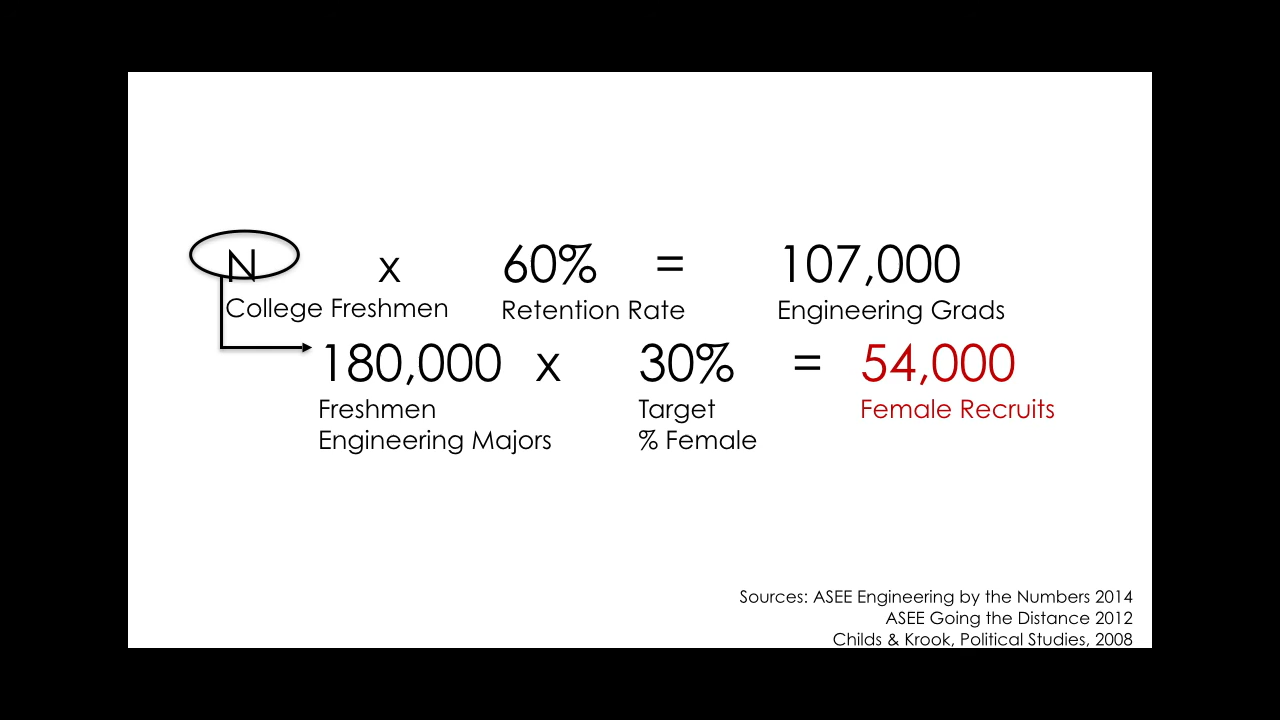 N x 60% = 107,000
College Freshmen Retention Rate Engineering Grads
180,000 x 30% = 54,000
Freshmen Target Female Recruits
Engineering Majors % Female
Sources: ASEE Engineering by the Numbers 2014
ASEE Going the Distance 2012
Childs & Krook, Political Studies, 2008